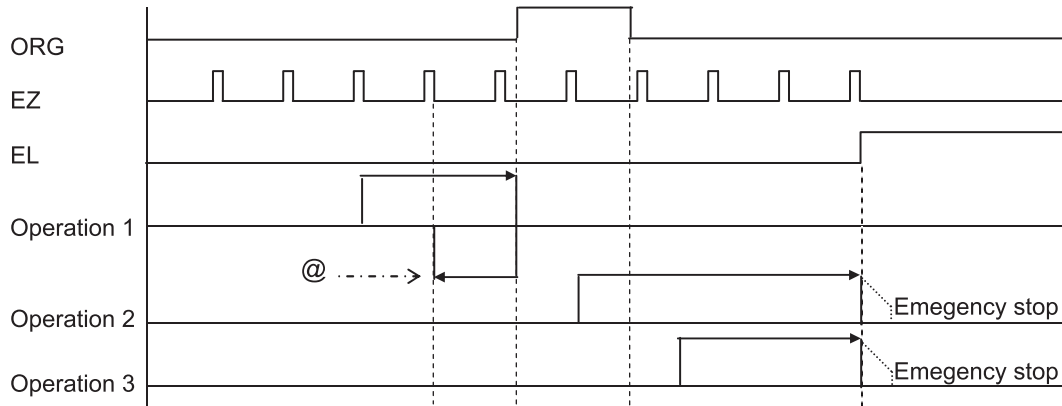 ORG
EZ
EL
Operation 1
@
Operation 2
Emegency stop
Operation 3
Emegency stop